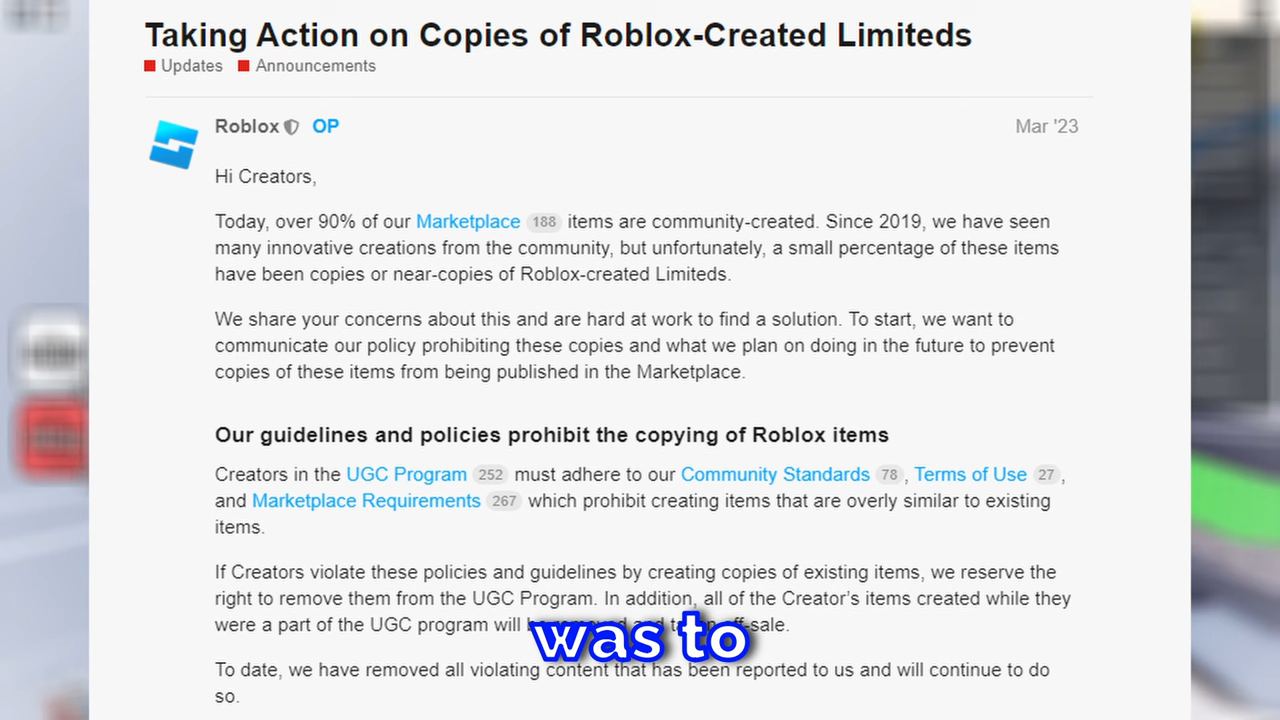 Taking Action on Copies of Roblox-Created Limiteds
Updates Announcements
Roblox OP Mar '23
Hi Creators,
Today, over 90% of our Marketplace 188 items are community-created. Since 2019, we have seen
many innovative creations from the community, but unfortunately, a small percentage of these items
have been copies or near-copies of Roblox-created Limiteds.
We share your concerns about this and are hard at work to find a solution. To start, we want to
communicate our policy prohibiting these copies and what we plan on doing in the future to prevent
copies of these items from being published in the Marketplace.
Our guidelines and policies prohibit the copying of Roblox items
Creators in the UGC Program 252 must adhere to our Community Standards 78 , Terms of Use 27 ,
and Marketplace Requirements 267 which prohibit creating items that are overly similar to existing
items.
If Creators violate these policies and guidelines by creating copies of existing items, we reserve the
right to remove them from the UGC Program. In addition, all of the Creator's items created while they
were a part of the UGC program will off-sale.
was to
To date, we have removed all violating content that has been reported to us and will continue to do
so.